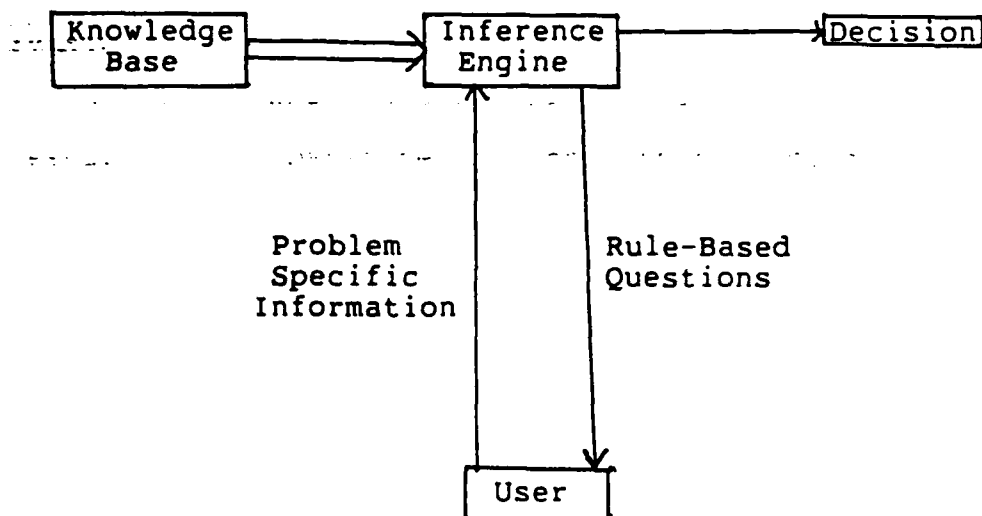 Knowledge
Base
Inference
Engine
Decision
Problem
Specific
Information
Rule-Based
Questions
User